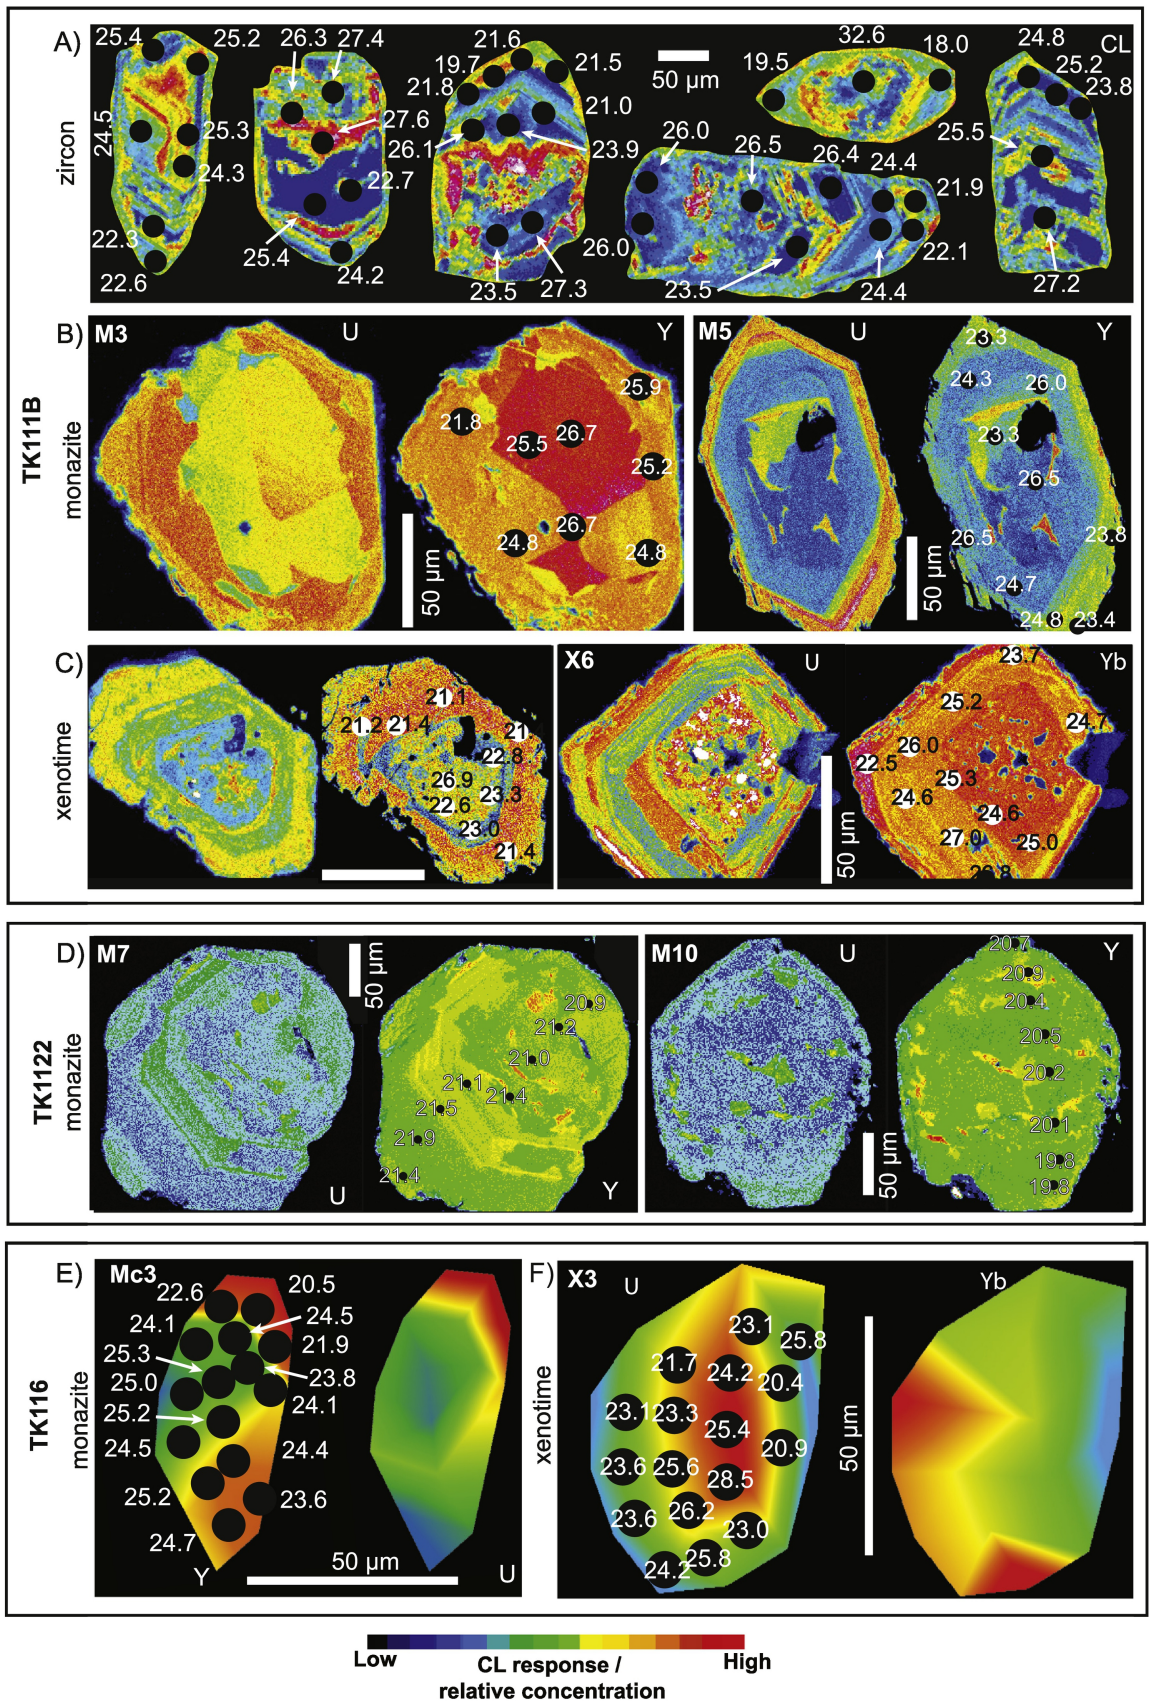 A)
25.4
25.2
26.3 27.4
21.6
32.6
24.8
CL
19.7
21.5
50 µm
19.5
18.0
25.2
21.8
23.8
24.5
25.3
27.6
21.0
26.0
26.5
26.4 24.4
25.5
26.1
23.9
24.3
22.7
21.9
22.3
26.0
22.1
25.4
24.2
22.6
23.5
27.3
23.5
24.4
27.2
zircon
B)
M3
U
Y
25.9
21.8
25.5
26.7
25.2
26.7
24.8
24.8
50 µm
M5
U
Y
23.3
24.3
26.0
23.3
26.5
26.5
23.8
24.7
24.8
23.4
50 µm
TK111B
monazite
C)
21.1
21.2 21.4
21.
22.8
26.9
22.6
23.3
23.0
21.4
X6
U
Yb
23.7
25.2
24.7
26.0
22.5
25.3
24.6
24.6
27.0
25.0
50 µm
xenotime
D)
M7
50 µm
20.9
21.2
21.0
21.1
21.4
21.5
21.9
21.4
U
Y
M10
U
Y
20.7
20.9
20.4
20.5
20.2
20.1
19.8
19.8
50 µm
TK1122
monazite
E)
Mc3
22.6
20.5
24.1
24.5
25.3
21.9
25.0
23.8
25.2
24.1
24.5
24.4
25.2
23.6
24.7
50 µm
Y
U
TK116
monazite
F)
X3
U
Yb
23.1
25.8
21.7
24.2
20.4
23.1
23.3
25.4
20.9
23.6
25.6
28.5
23.6
26.2
23.0
25.8
24.2
50 µm
xenotime
Low
CL response /
relative concentration
High